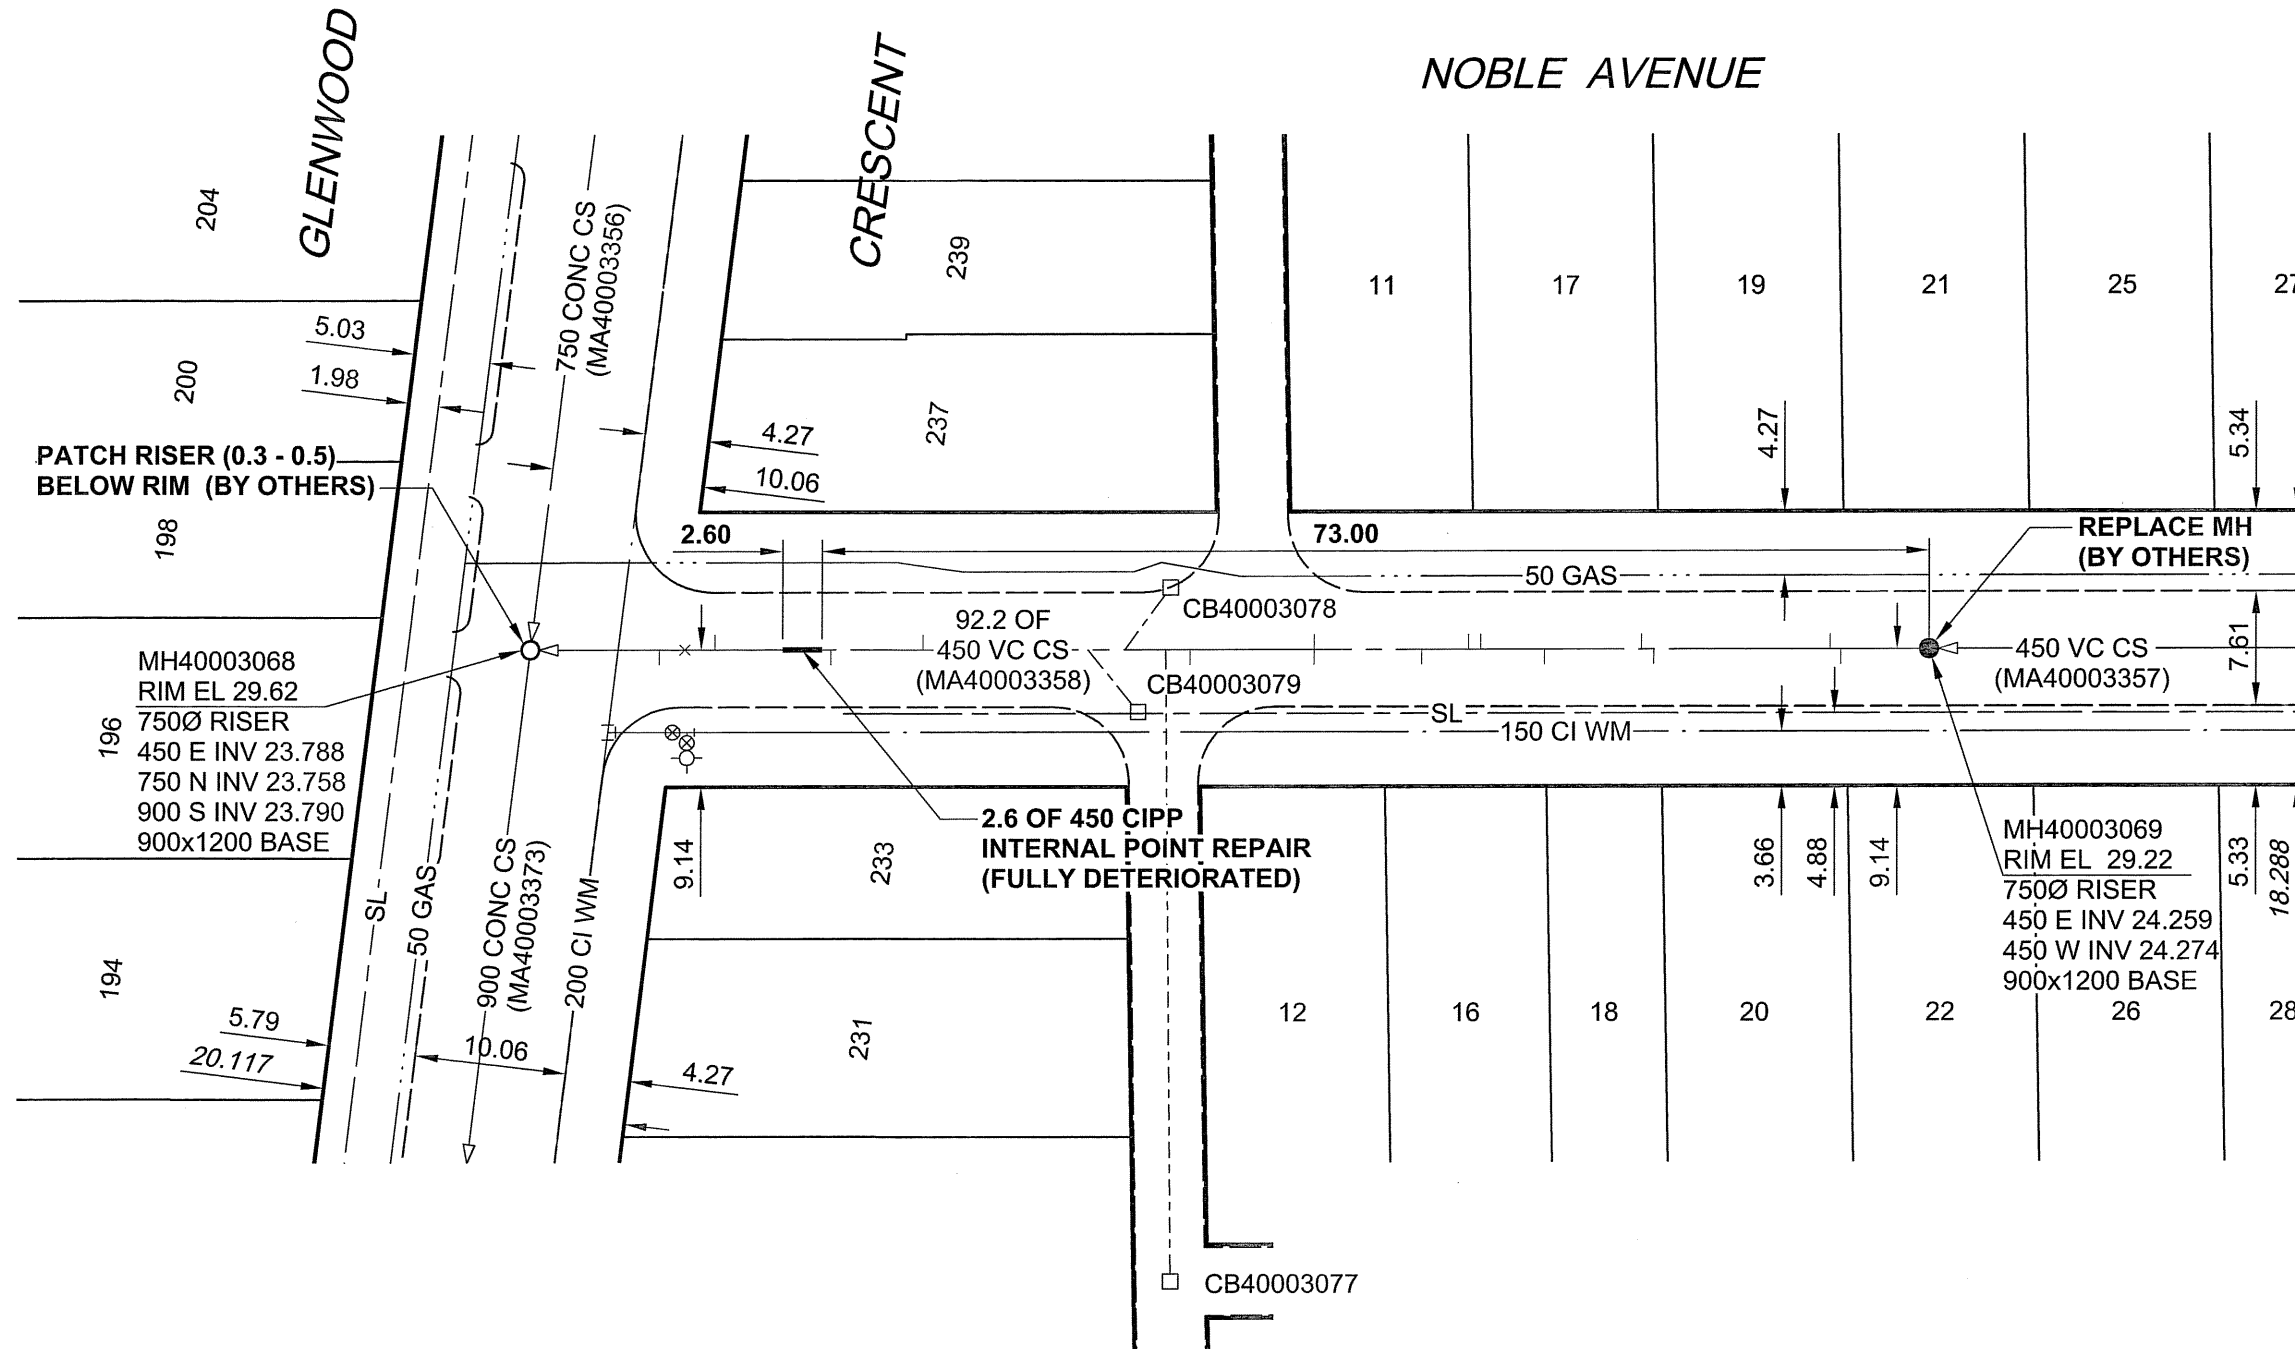 GLENWOOD
CRESCENT
NOBLE AVENUE
204
239
11
17
19
21
25
27
750 CONC CS
(MA40003356)
5.03
200
1.98
237
4.27
10.06
4.27
5.34
PATCH RISER (0.3 - 0.5)
BELOW RIM (BY OTHERS)
198
2.60
73.00
REPLACE MH
(BY OTHERS)
50 GAS
CB40003078
92.2 OF
450 VC CS
(MA40003358)
CB40003079
450 VC CS
(MA40003357)
7.61
MH40003068
RIM EL 29.62
750Ø RISER
450 E INV 23.788
750 N INV 23.758
900 S INV 23.790
900x1200 BASE
196
SL
150 CI WM
2.6 OF 450 CIPP
INTERNAL POINT REPAIR
(FULLY DETERIORATED)
9.14
233
3.66
4.88
9.14
MH40003069
RIM EL 29.22
750Ø RISER
450 E INV 24.259
450 W INV 24.274
900x1200 BASE
5.33
18.288
SL
50 GAS
900 CONC CS
(MA40003373)
200 CI WM
194
5.79
20.117
10.06
4.27
231
12
16
18
20
22
26
28
CB40003077